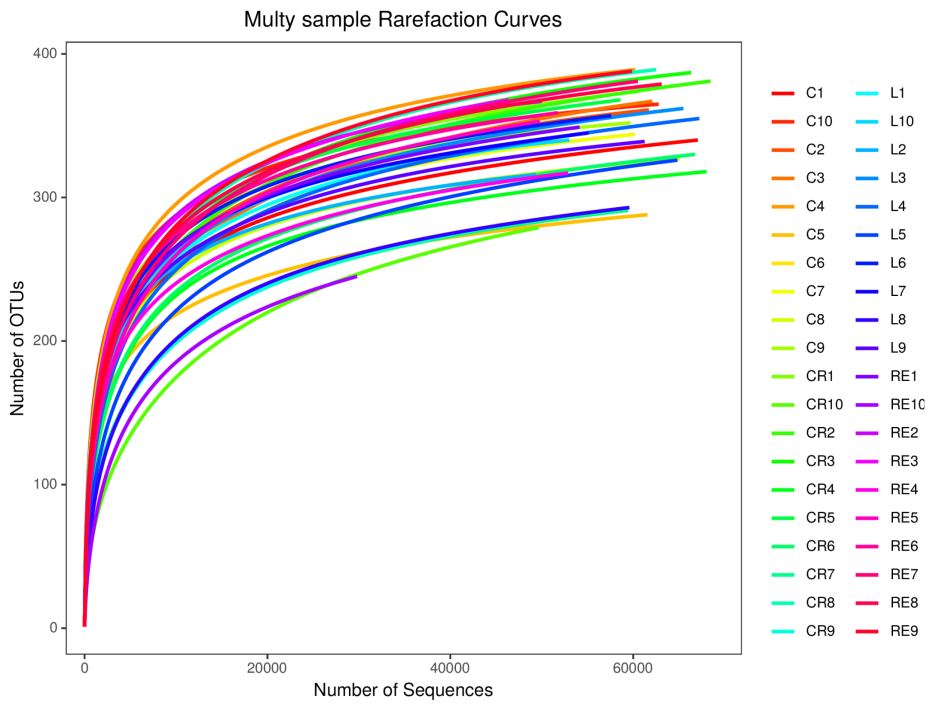 Multy sample Rarefaction Curves
Number of OTUs
400
300
200
100
0
0 20000 40000 60000
Number of Sequences
C1 L1
C10 L10
C2 L2
C3 L3
C4 L4
C5 L5
C6 L6
C7 L7
C8 L8
C9 L9
CR1 RE1
CR10 RE10
CR2 RE2
CR3 RE3
CR4 RE4
CR5 RE5
CR6 RE6
CR7 RE7
CR8 RE8
CR9 RE9